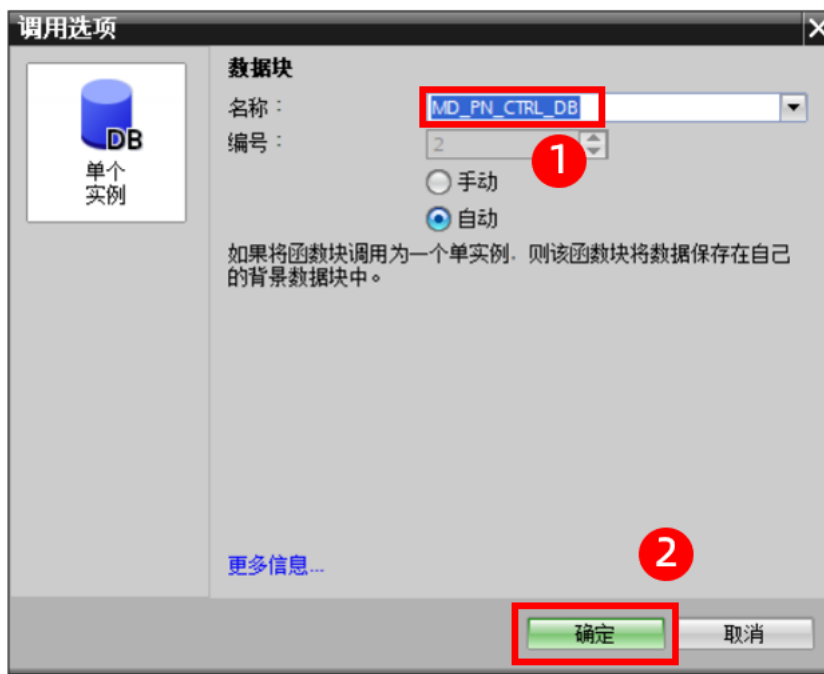 调用选项
DB
单个
实例
数据块
名称：
MD_PN_CTRL_DB
编号：
2
1
手动
自动
如果将函数块调用为一个单实例，则该函数块将数据保存在自己
的背景数据块中。
更多信息...
2
确定
取消